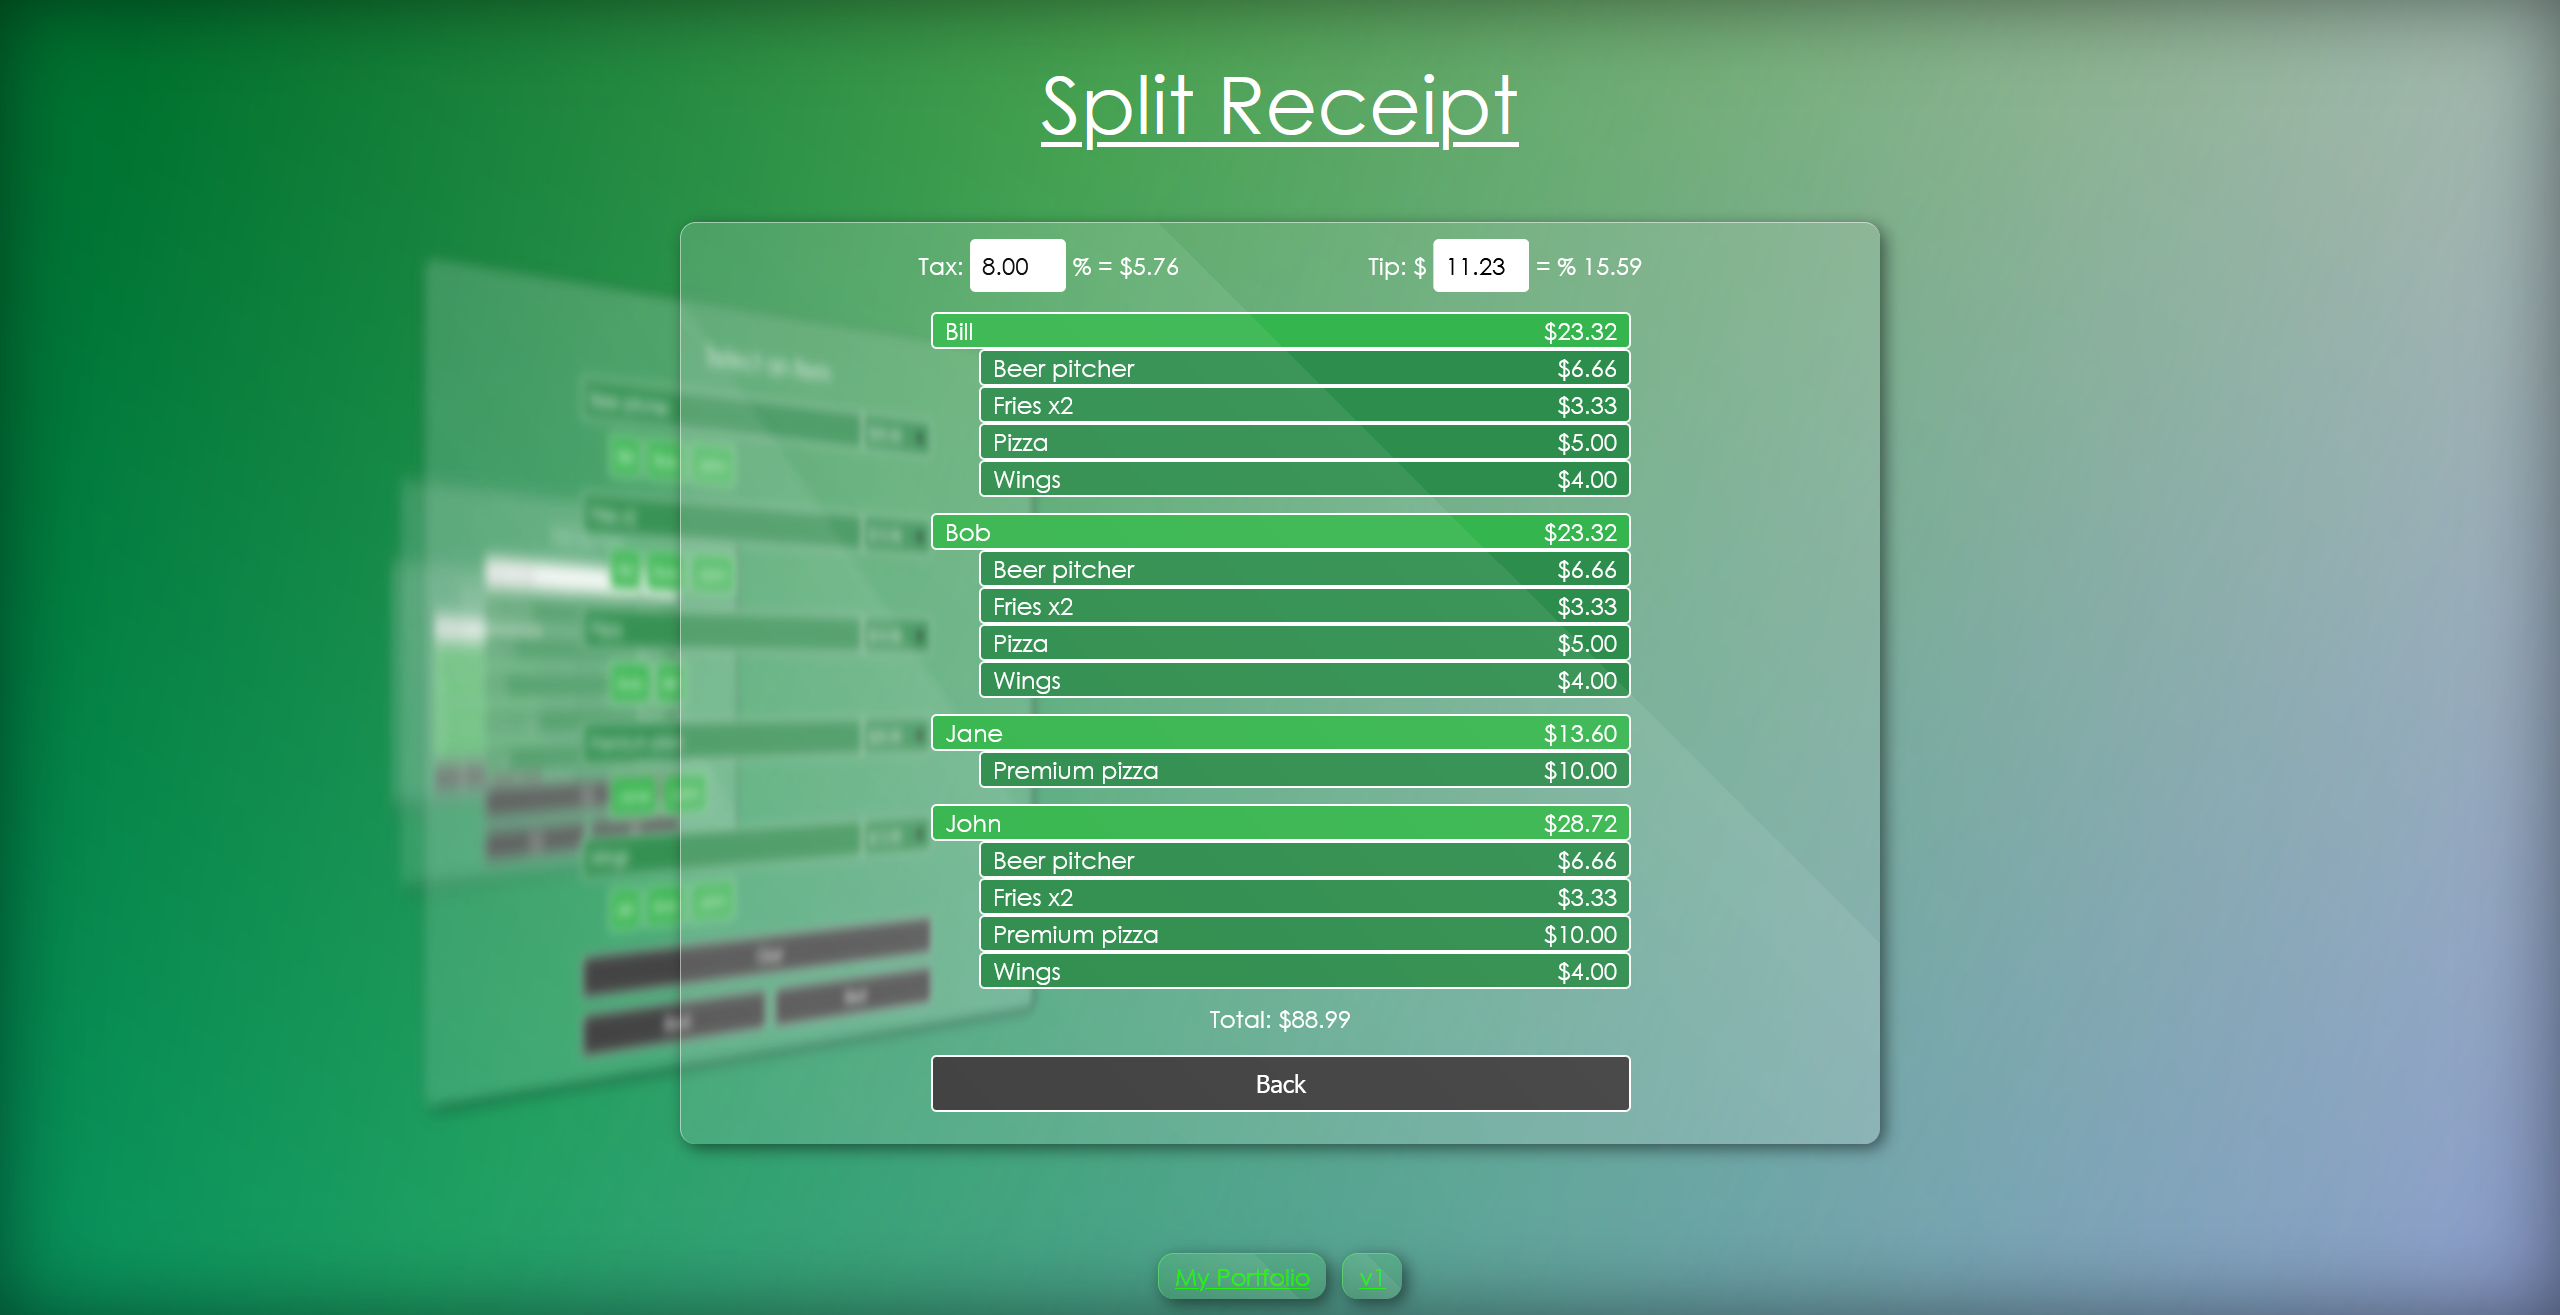 Split Receipt
Tax: 8.00 % = $5.76 Tip: $ 11.23 = % 15.59
Bill $23.32
Beer pitcher $6.66
Fries x2 $3.33
Pizza $5.00
Wings $4.00
Bob $23.32
Beer pitcher $6.66
Fries x2 $3.33
Pizza $5.00
Wings $4.00
Jane $13.60
Premium pizza $10.00
John $28.72
Beer pitcher $6.66
Fries x2 $3.33
Premium pizza $10.00
Wings $4.00
Total: $88.99
Back
My Portfolio v1